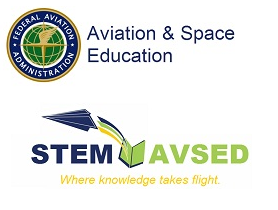 FEDERAL AVIATION
ADMINISTRATION
Aviation & Space
Education
STEM AVSED
Where knowledge takes flight.